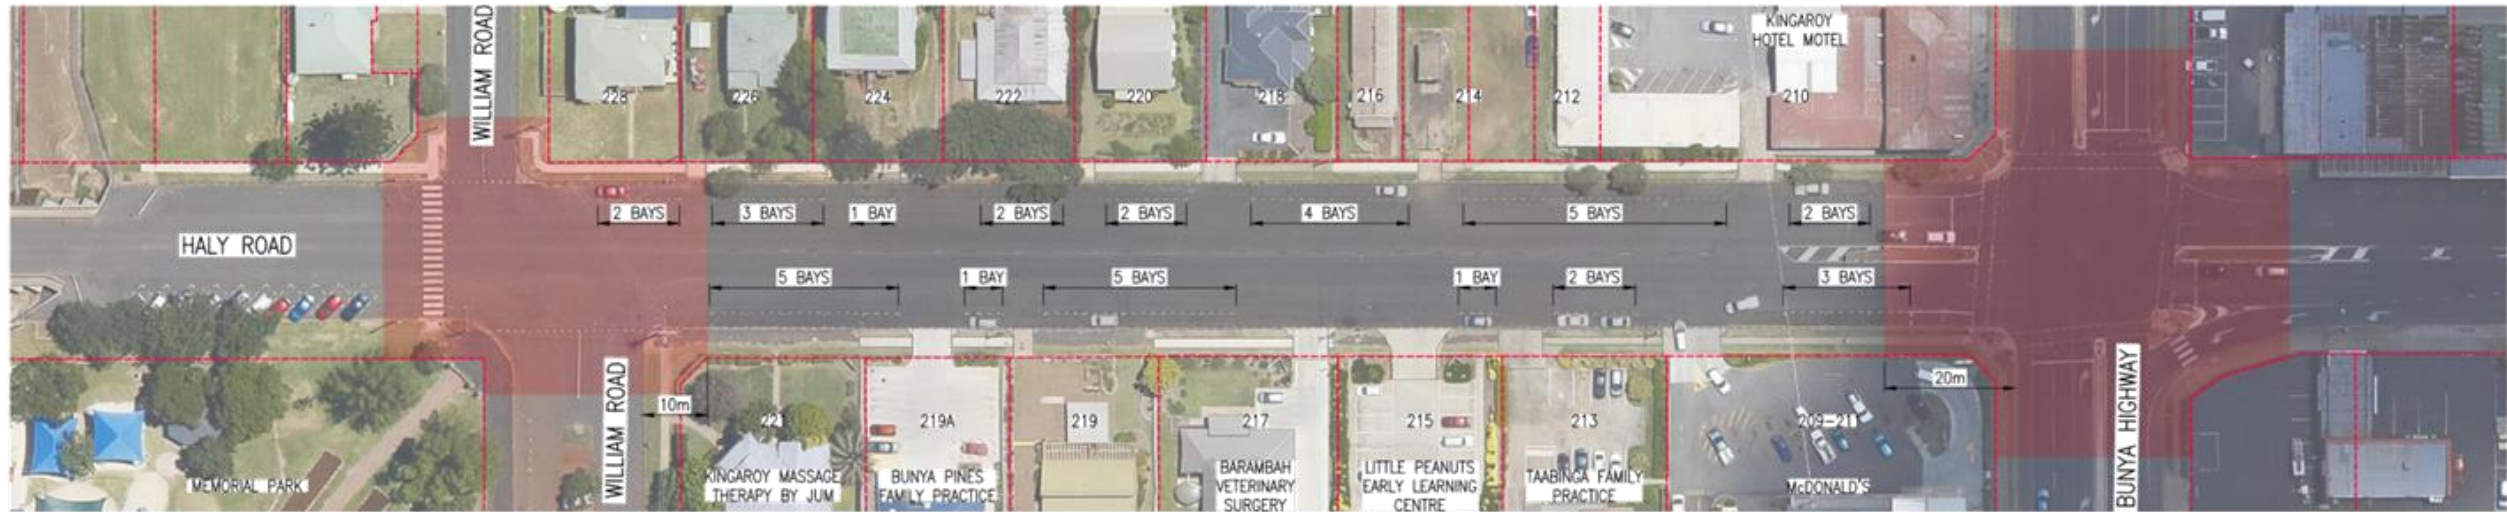 KINGAROY
HOTEL MOTEL
WILLIAM ROAD
228
226
224
222
220
218
216
214
212
210
2 BAYS
3 BAYS
1 BAY
2 BAYS
2 BAYS
4 BAYS
5 BAYS
2 BAYS
HALY ROAD
5 BAYS
1 BAY
5 BAYS
1 BAY
2 BAYS
3 BAYS
20m
10m
WILLIAM ROAD
BUNYA HIGHWAY
221
219A
219
217
215
213
209-211
MEMORIAL PARK
KINGAROY MASSAGE
THERAPY BY JUM
BUNYA PINES
FAMILY PRACTICE
BARAMBAH
VETERINARY
SURGERY
LITTLE PEANUTS
EARLY LEARNING
CENTRE
TAABINGA FAMILY
PRACTICE
McDONALD'S